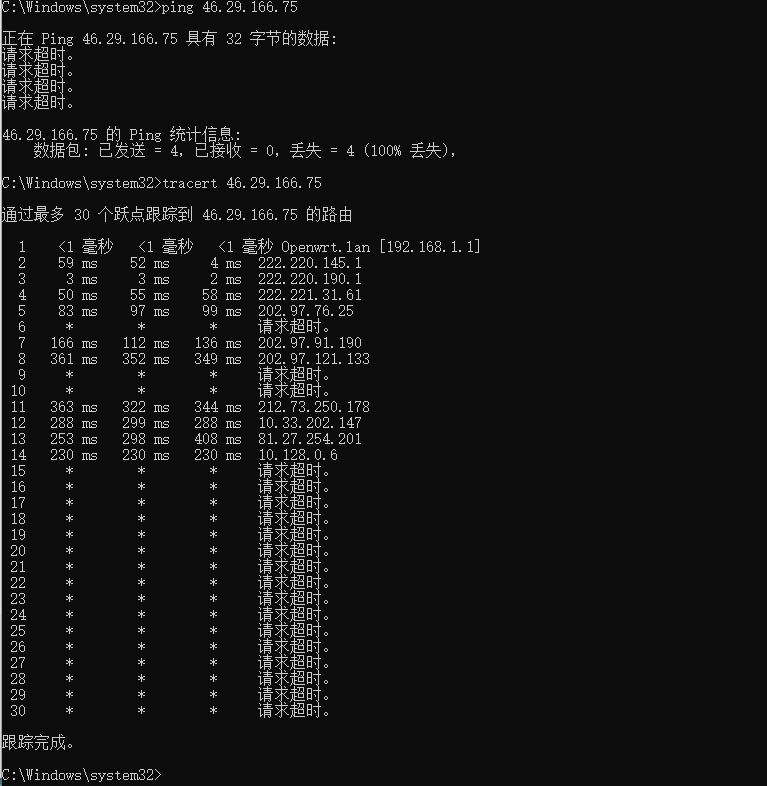 C:\Windows\system32>ping 46.29.166.75
正在 Ping 46.29.166.75 具有 32 字节的数据:
请求超时。
请求超时。
请求超时。
请求超时。
46.29.166.75 的 Ping 统计信息:
数据包: 已发送 = 4, 已接收 = 0, 丢失 = 4 (100% 丢失),
C:\Windows\system32>tracert 46.29.166.75
通过最多 30 个跃点跟踪到 46.29.166.75 的路由
1 <1 毫秒 <1 毫秒 <1 毫秒 Openwrt.lan [192.168.1.1]
2 59 ms 52 ms 4 ms 222.220.145.1
3 3 ms 3 ms 2 ms 222.220.190.1
4 50 ms 55 ms 58 ms 222.221.31.61
5 83 ms 97 ms 99 ms 202.97.76.25
6 * * * 请求超时。
7 166 ms 112 ms 136 ms 202.97.91.190
8 361 ms 352 ms 349 ms 202.97.121.133
9 * * * 请求超时。
10 * * * 请求超时。
11 363 ms 322 ms 344 ms 212.73.250.178
12 288 ms 299 ms 288 ms 10.33.202.147
13 253 ms 298 ms 408 ms 81.27.254.201
14 230 ms 230 ms 230 ms 10.128.0.6
15 * * * 请求超时。
16 * * * 请求超时。
17 * * * 请求超时。
18 * * * 请求超时。
19 * * * 请求超时。
20 * * * 请求超时。
21 * * * 请求超时。
22 * * * 请求超时。
23 * * * 请求超时。
24 * * * 请求超时。
25 * * * 请求超时。
26 * * * 请求超时。
27 * * * 请求超时。
28 * * * 请求超时。
29 * * * 请求超时。
30 * * * 请求超时。
跟踪完成。
C:\Windows\system32>